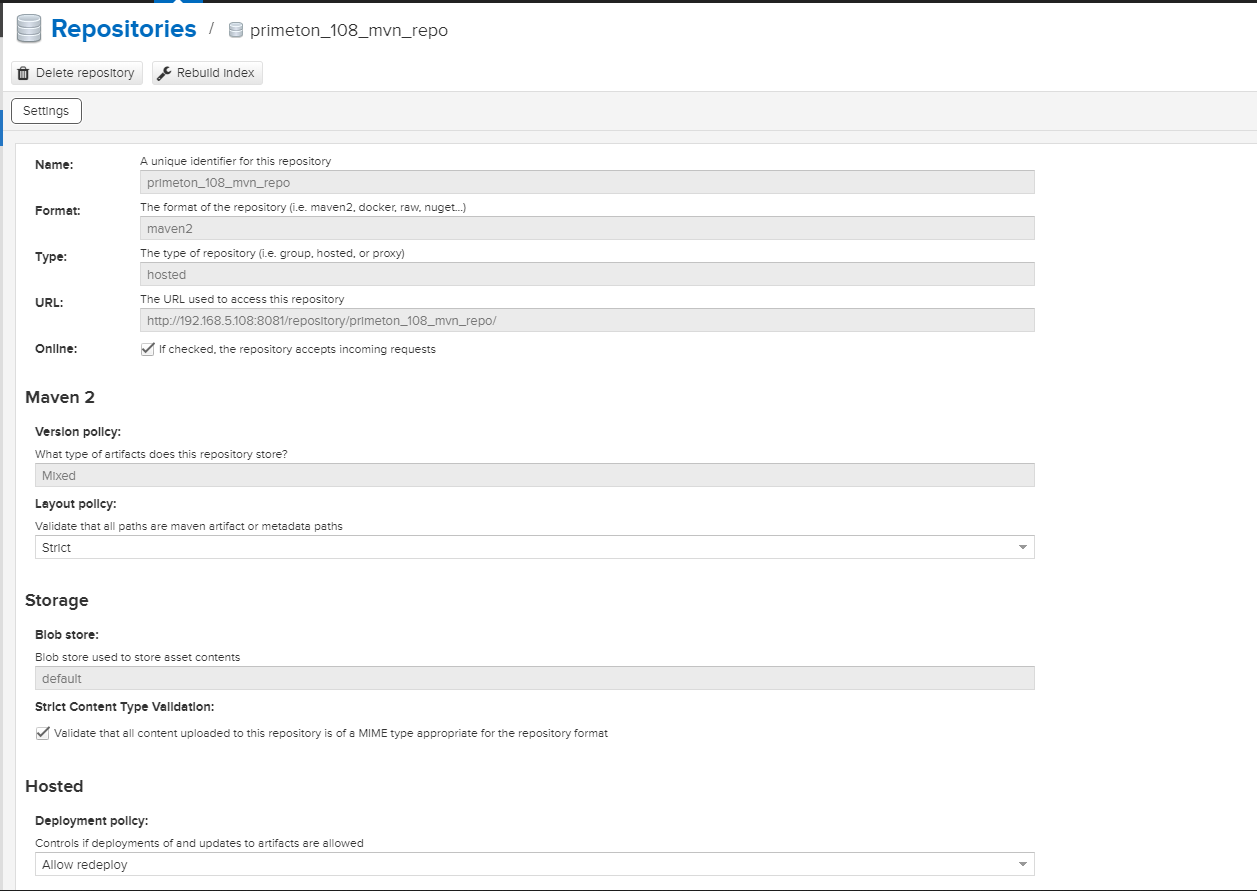 Repositories / primeton_108_mvn_repo
Delete repository Rebuild index
Settings
Name: A unique identifier for this repository
primeton_108_mvn_repo
Format: The format of the repository (i.e. maven2, docker, raw, nuget...)
maven2
Type: The type of repository (i.e. group, hosted, or proxy)
hosted
URL: The URL used to access this repository
http://192.168.5.108:8081/repository/primeton_108_mvn_repo/
Online: If checked, the repository accepts incoming requests
Maven 2
Version policy:
What type of artifacts does this repository store?
Mixed
Layout policy:
Validate that all paths are maven artifact or metadata paths
Strict
Storage
Blob store:
Blob store used to store asset contents
default
Strict Content Type Validation:
Validate that all content uploaded to this repository is of a MIME type appropriate for the repository format
Hosted
Deployment policy:
Controls if deployments of and updates to artifacts are allowed
Allow redeploy